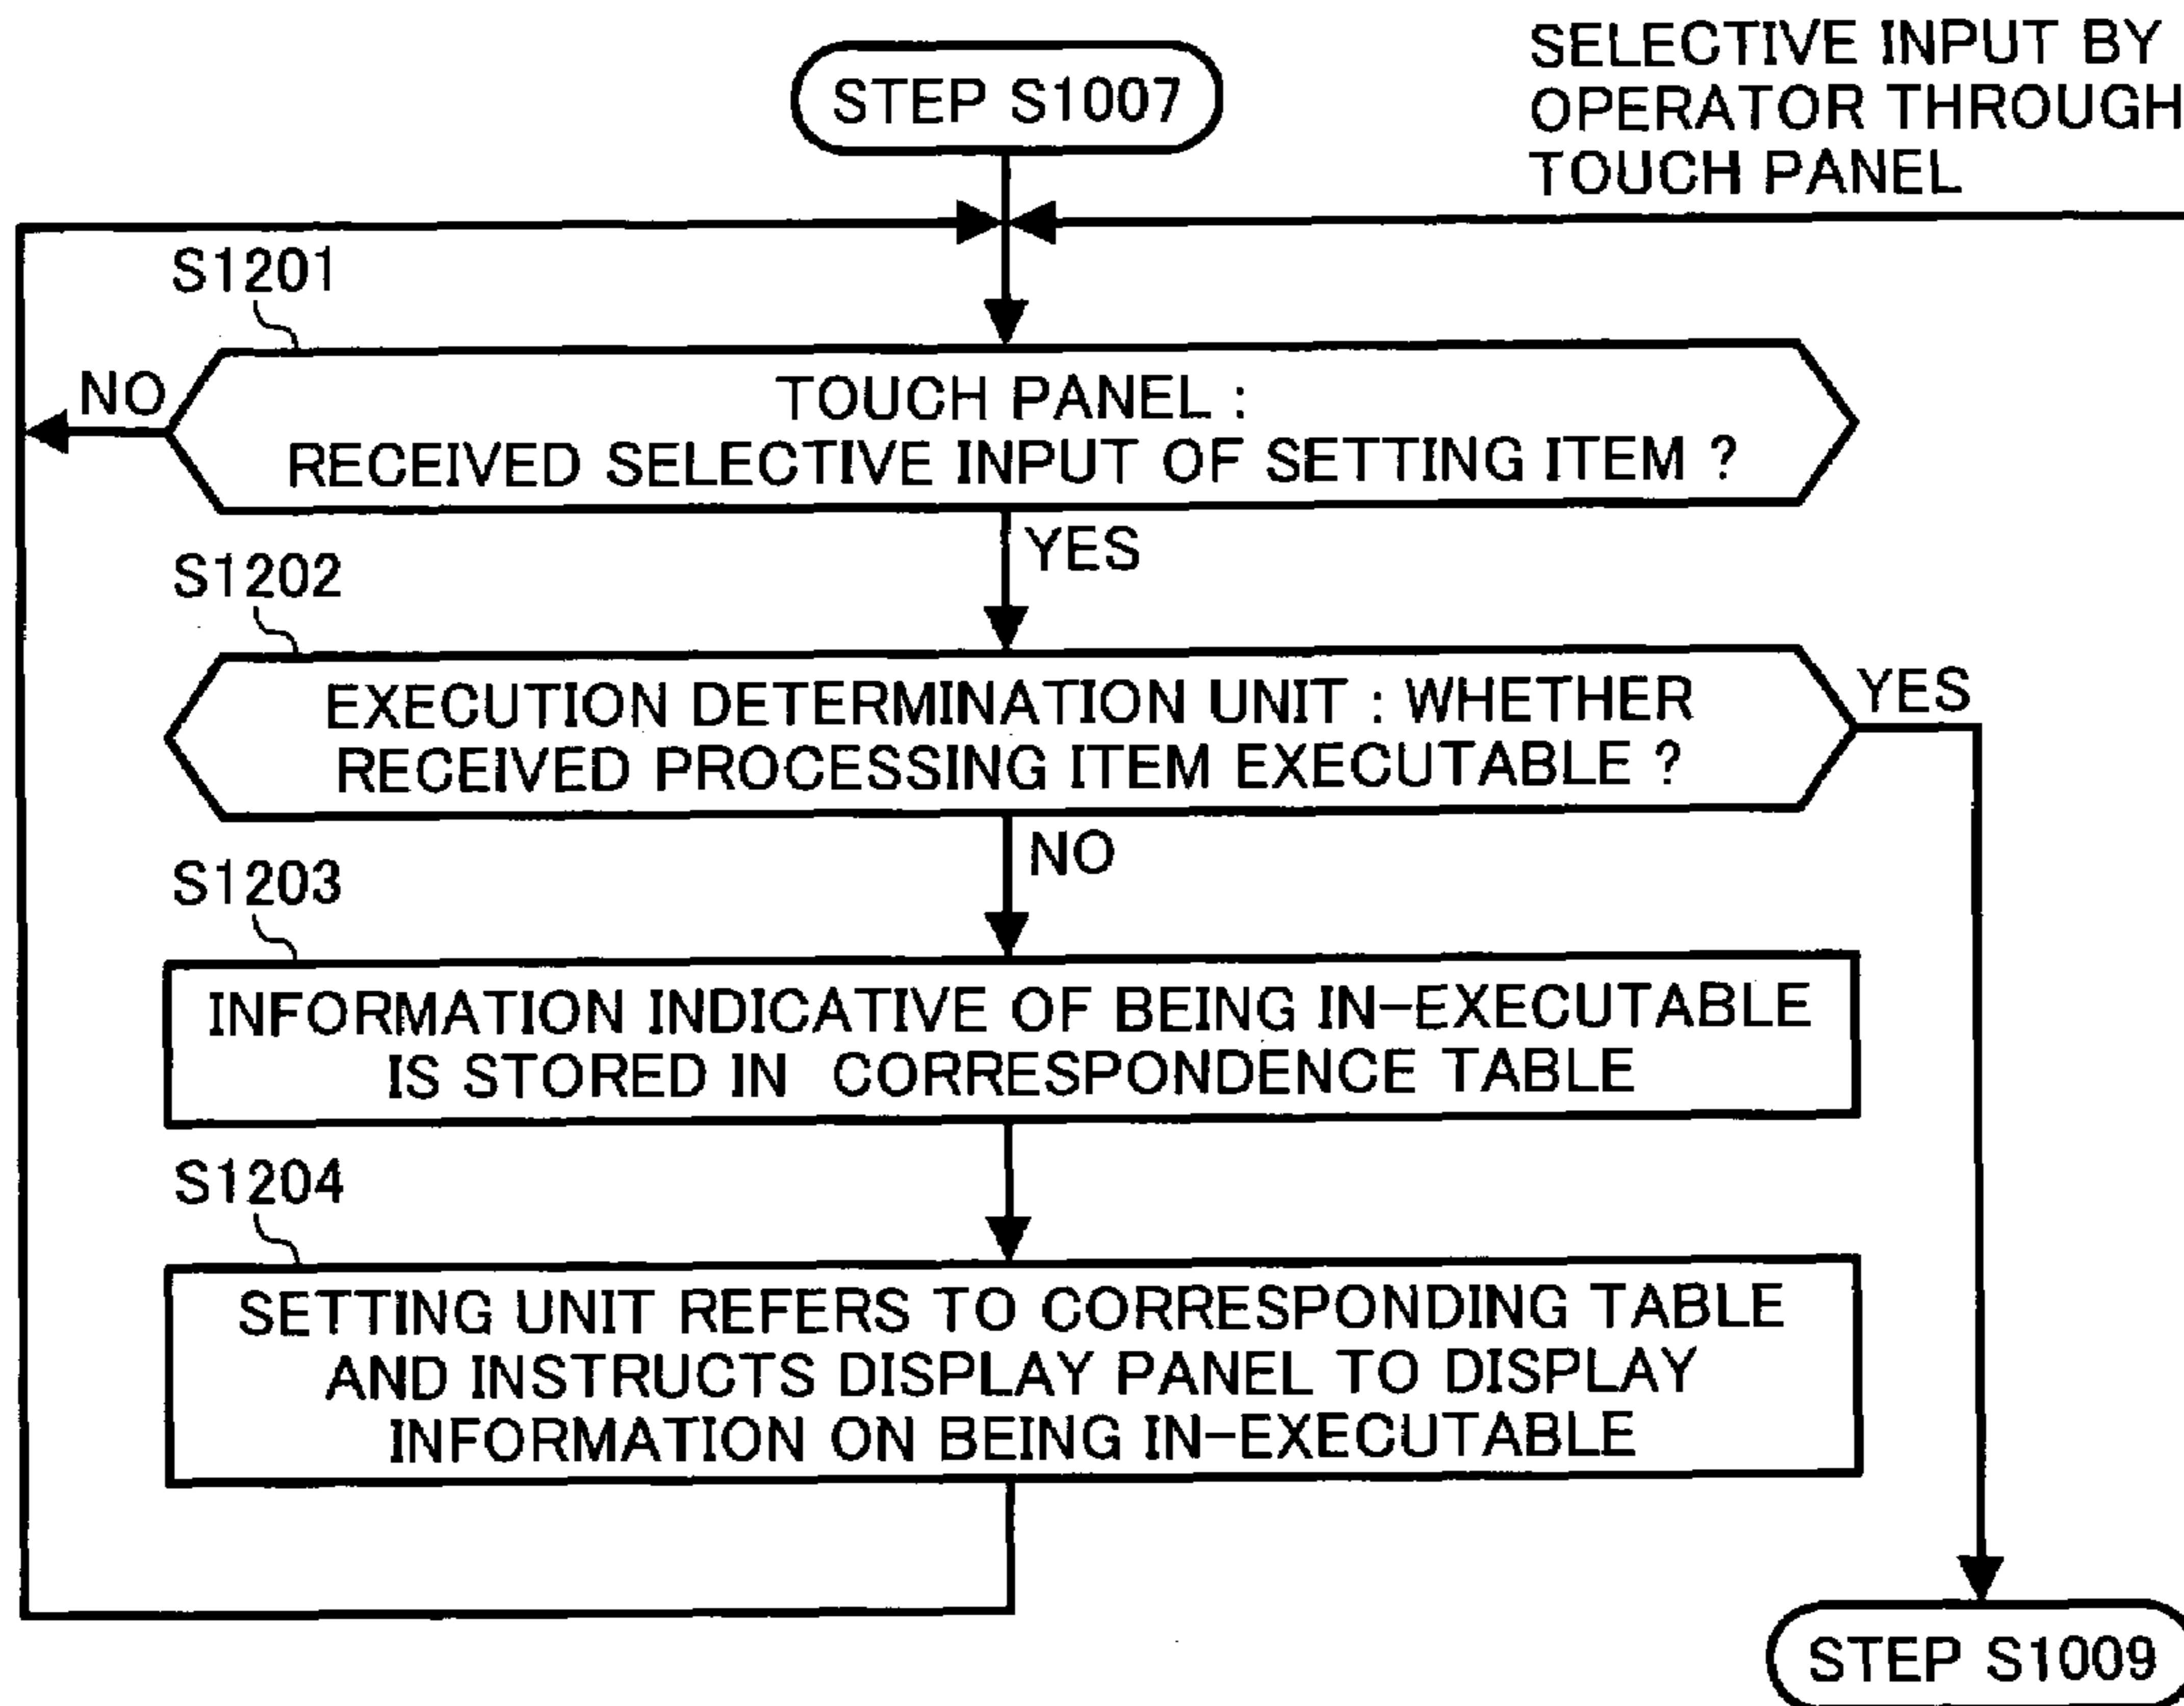 STEP S1007
SELECTIVE INPUT BY
OPERATOR THROUGH
TOUCH PANEL
S1201
NO
TOUCH PANEL :
RECEIVED SELECTIVE INPUT OF SETTING ITEM ?
YES
S1202
EXECUTION DETERMINATION UNIT : WHETHER
RECEIVED PROCESSING ITEM EXECUTABLE ?
YES
NO
S1203
INFORMATION INDICATIVE OF BEING IN-EXECUTABLE
IS STORED IN CORRESPONDENCE TABLE
S1204
SETTING UNIT REFERS TO CORRESPONDING TABLE
AND INSTRUCTS DISPLAY PANEL TO DISPLAY
INFORMATION ON BEING IN-EXECUTABLE
STEP S1009